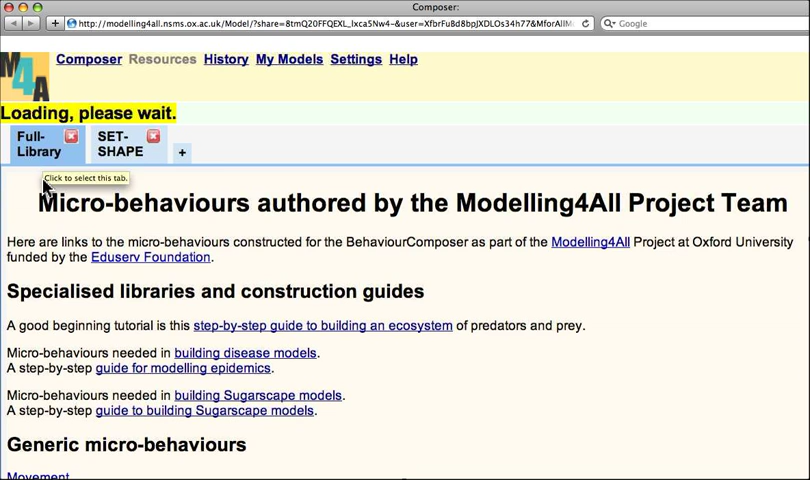 Composer:
http://modelling4all.nsms.ox.ac.uk/Model/?share=8tmQ20FFQEXL_lxca5Nw4-&user=XfbrFuBd8bpJXDLOs34h77&MforAllM
Google
M4A
Composer Resources History My Models Settings Help
Loading, please wait.
Full-Library
SET-SHAPE
+
Click to select this tab.
Micro-behaviours authored by the Modelling4All Project Team
Here are links to the micro-behaviours constructed for the BehaviourComposer as part of the Modelling4All Project at Oxford University
funded by the Eduserv Foundation.
Specialised libraries and construction guides
A good beginning tutorial is this step-by-step guide to building an ecosystem of predators and prey.
Micro-behaviours needed in building disease models.
A step-by-step guide for modelling epidemics.
Micro-behaviours needed in building Sugarscape models.
A step-by-step guide to building Sugarscape models.
Generic micro-behaviours
Movement